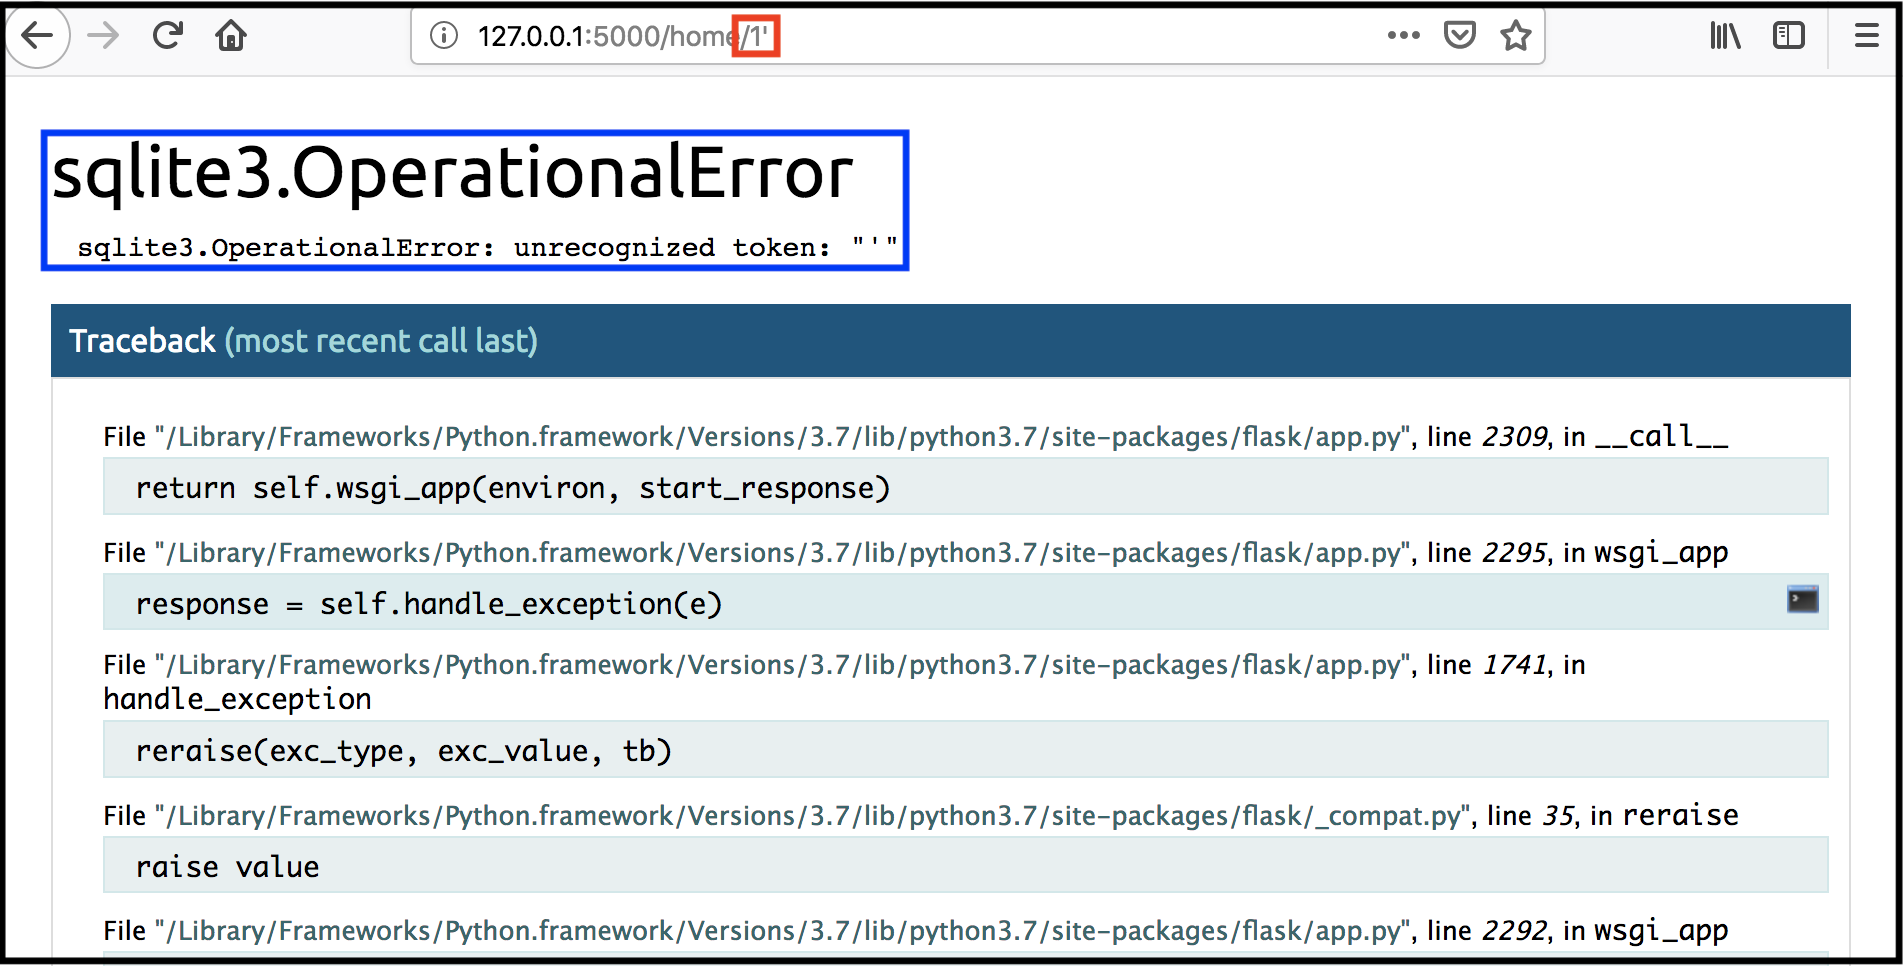 127.0.0.1:5000/home/1'
sqlite3.OperationalError
sqlite3.OperationalError: unrecognized token: "'"
Traceback (most recent call last)
File "/Library/Frameworks/Python.framework/Versions/3.7/lib/python3.7/site-packages/flask/app.py", line 2309, in __call__
return self.wsgi_app(environ, start_response)
File "/Library/Frameworks/Python.framework/Versions/3.7/lib/python3.7/site-packages/flask/app.py", line 2295, in wsgi_app
response = self.handle_exception(e)
File "/Library/Frameworks/Python.framework/Versions/3.7/lib/python3.7/site-packages/flask/app.py", line 1741, in
handle_exception
reraise(exc_type, exc_value, tb)
File "/Library/Frameworks/Python.framework/Versions/3.7/lib/python3.7/site-packages/flask/_compat.py", line 35, in reraise
raise value
File "/Library/Frameworks/Python.framework/Versions/3.7/lib/python3.7/site-packages/flask/app.py", line 2292, in wsgi_app